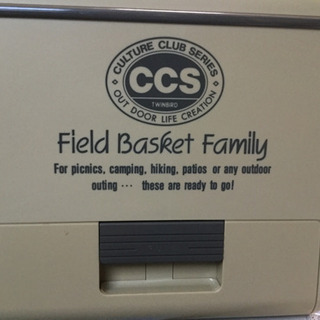 CULTURE CLUB SERIES
CCS
TWINBIRD
OUT DOOR LIFE CREATION
Field Basket Family
For picnics, camping, hiking, patios or any outdoor
outing ··· these are ready to go!